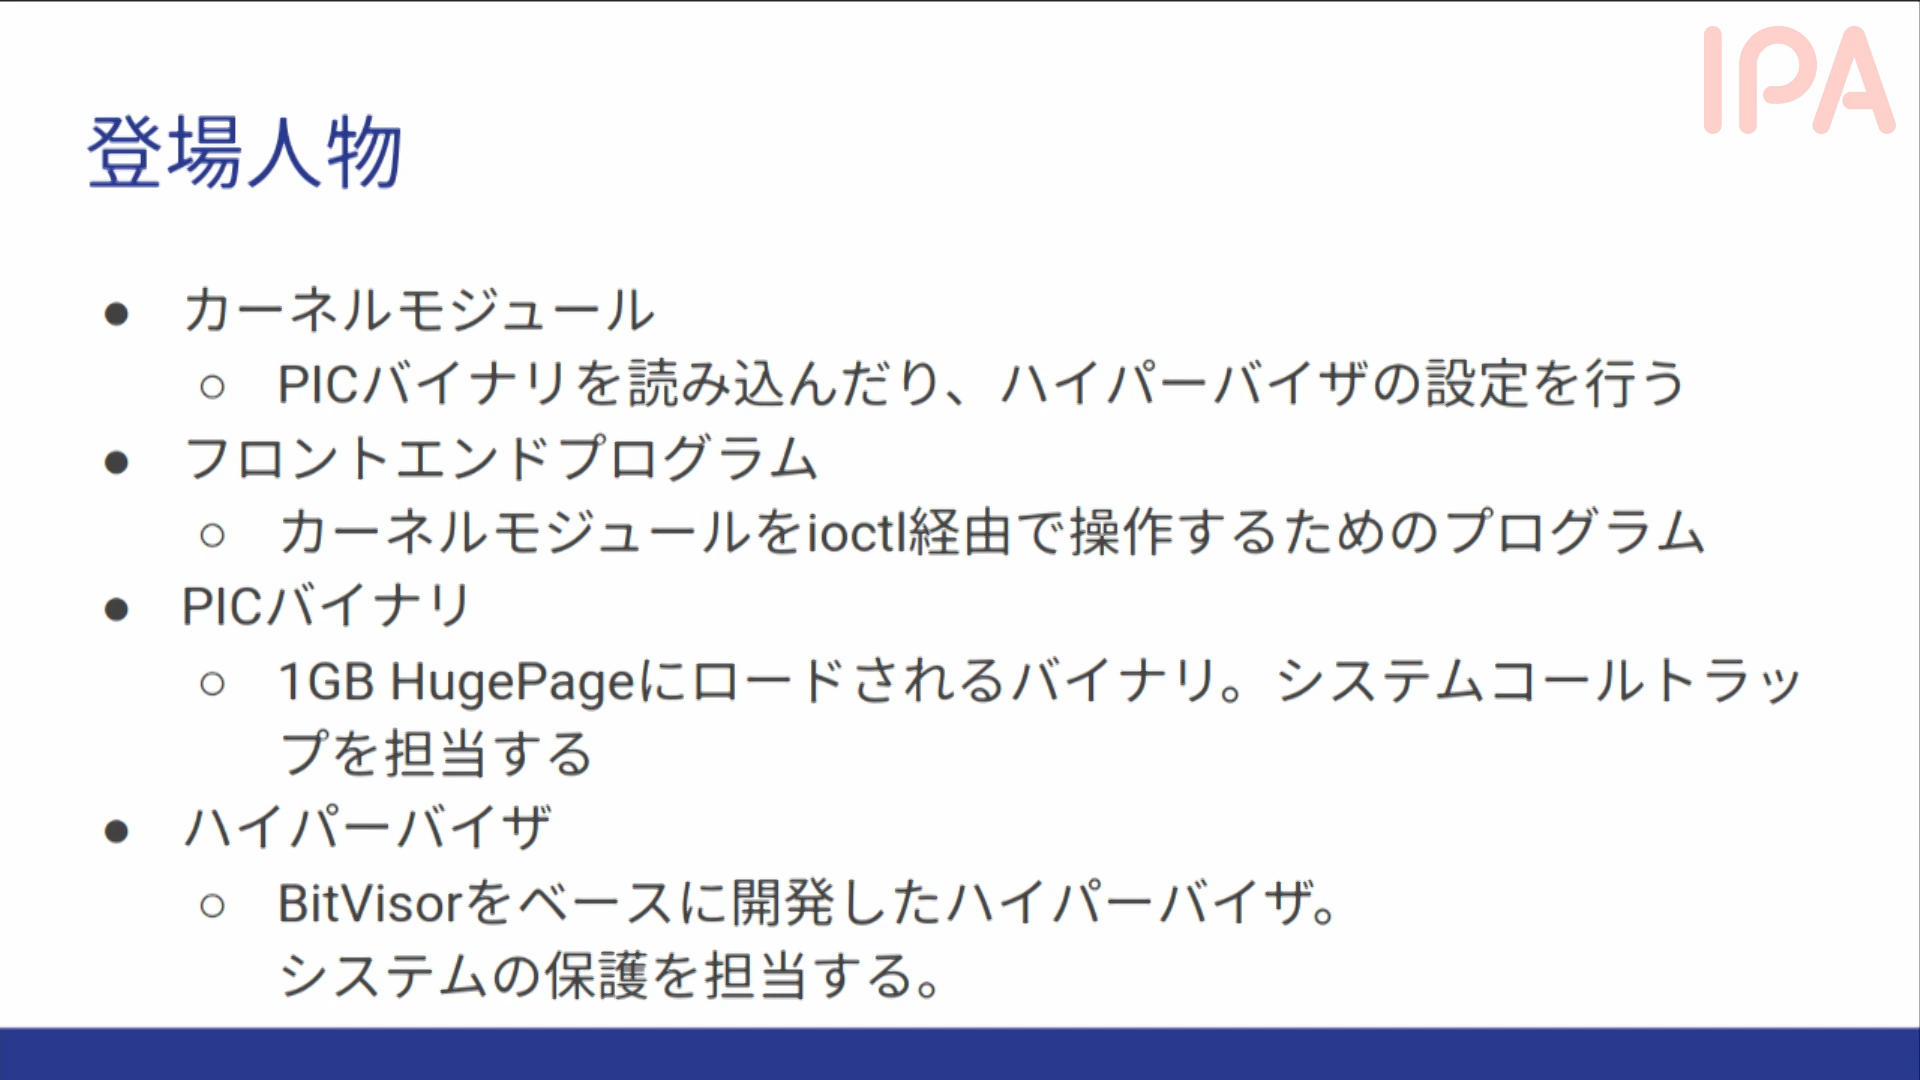 IPA
登場人物
● カーネルモジュール
○ PICバイナリを読み込んだり、ハイパーバイザの設定を行う
● フロントエンドプログラム
○ カーネルモジュールをioctl経由で操作するためのプログラム
● PICバイナリ
○ 1GB HugePageにロードされるバイナリ。システムコールトラッ
プを担当する
● ハイパーバイザ
○ BitVisorをベースに開発したハイパーバイザ。
システムの保護を担当する。